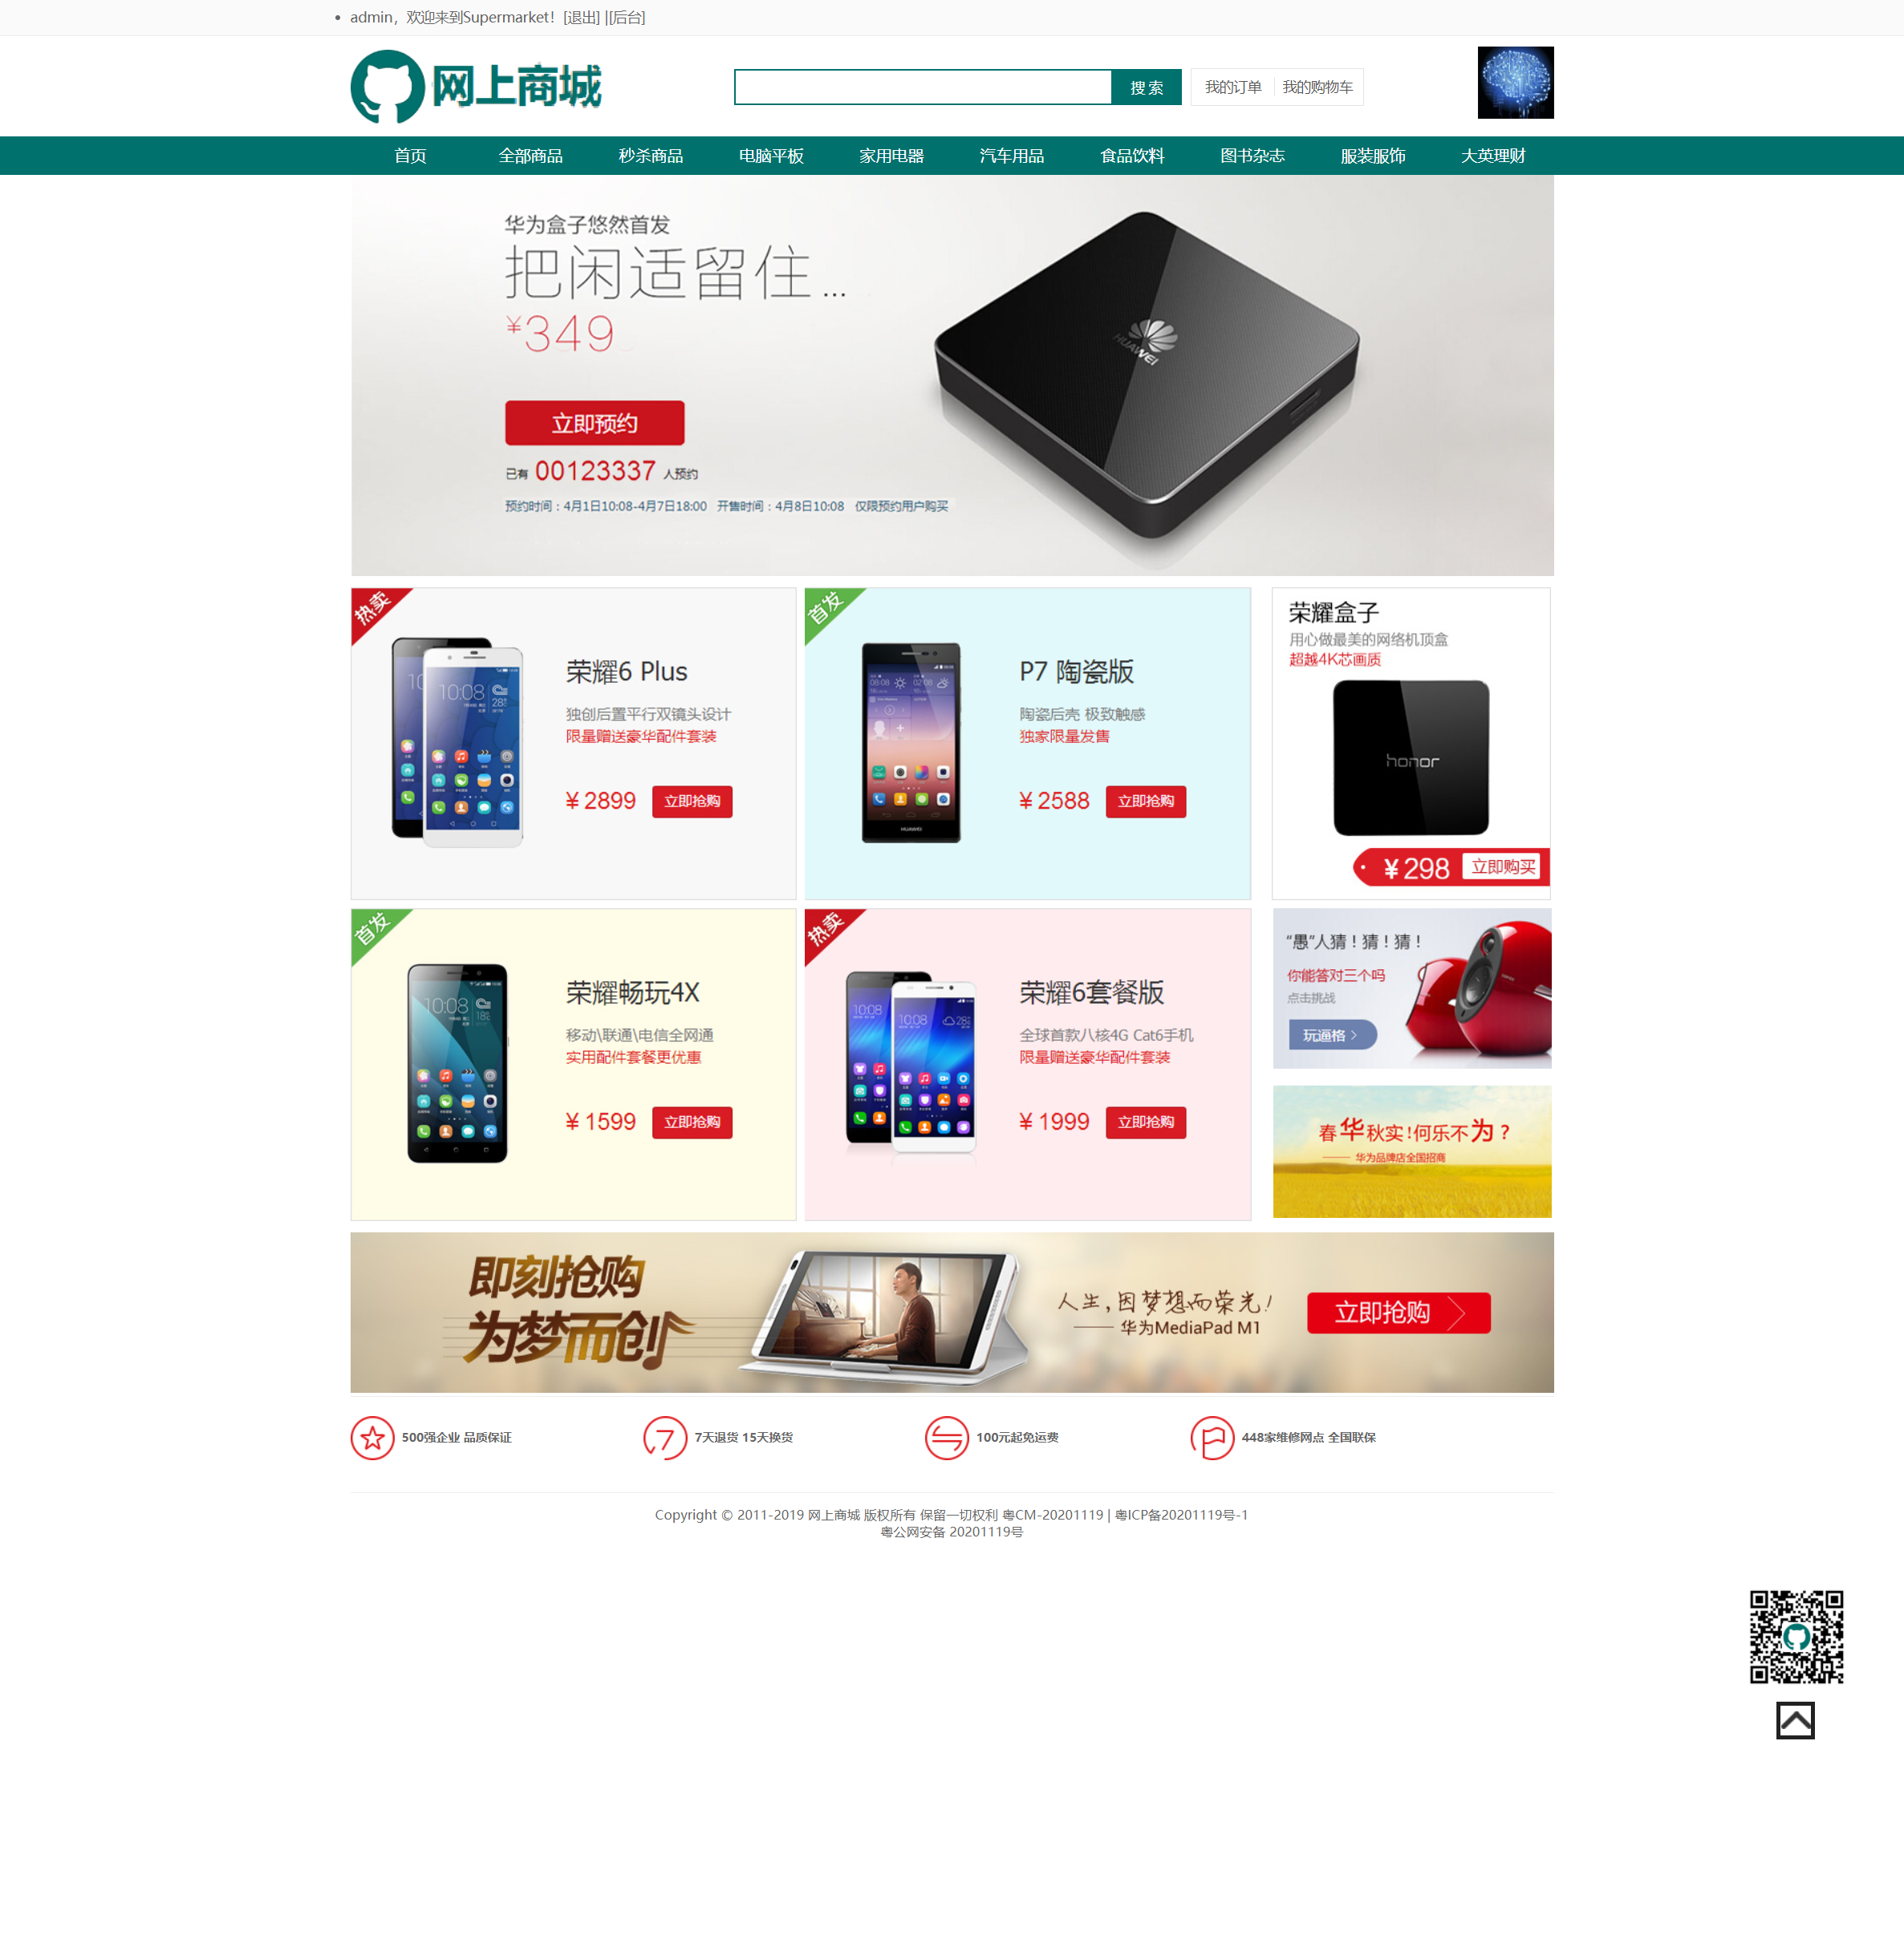 admin，欢迎来到Supermarket！[退出] |[后台]
网上商城
搜 索
我的订单 我的购物车
首页 全部商品 秒杀商品 电脑平板 家用电器 汽车用品 食品饮料 图书杂志 服装服饰 大英理财
华为盒子悠然首发
把闲适留住...
¥349
HUAWEI
立即预约
已有 00123337 人预约
预约时间：4月1日10:08-4月7日18:00 开售时间：4月8日10:08 仅限预约用户购买
热卖
荣耀6 Plus
独创后置平行双镜头设计
限量赠送豪华配件套装
¥ 2899 立即抢购
首发
P7 陶瓷版
陶瓷后壳 极致触感
独家限量发售
¥ 2588 立即抢购
HUAWEI
荣耀盒子
用心做最美的网络机顶盒
超越4K芯画质
honor
¥298 立即购买
首发
荣耀畅玩4X
移动\联通\电信全网通
实用配件套餐更优惠
¥ 1599 立即抢购
热卖
荣耀6套餐版
全球首款八核4G Cat6手机
限量赠送豪华配件套装
¥ 1999 立即抢购
“愚”人猜！猜！猜！
你能答对三个吗
点击挑战
玩逼格 >
春华秋实!何乐不为？
华为品牌店全国招商
即刻抢购
为梦而创
人生,因梦想而荣光!
华为MediaPad M1
立即抢购
500强企业 品质保证
7天退货 15天换货
100元起免运费
448家维修网点 全国联保
Copyright © 2011-2019 网上商城 版权所有 保留一切权利 粤CM-20201119 | 粤ICP备20201119号-1
粤公网安备 20201119号